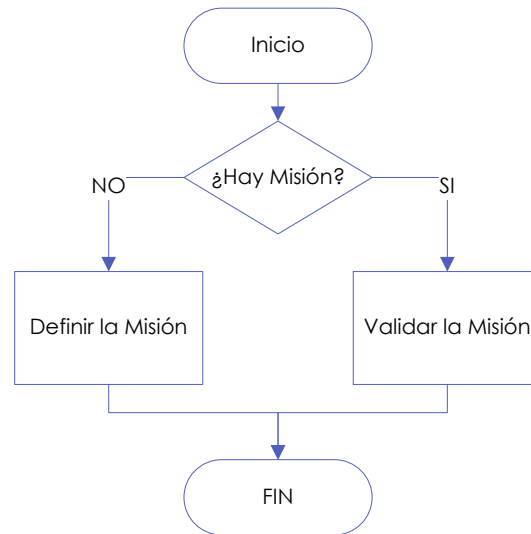 Inicio
¿Hay Misión?
NO
SI
Definir la Misión
Validar la Misión
FIN